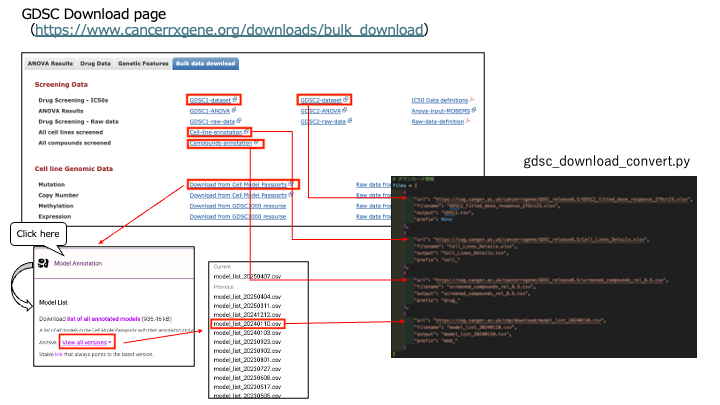 GDSC Download page
(https://www.cancerrxgene.org/downloads/bulk_download)
ANOVA Results Drug Data Genetic Features Bulk data download
Screening Data
Drug Screening - IC50s GDSC1-dataset GDSC2-dataset IC50 Data definitions
ANOVA Results GDSC1-ANOVA GDSC2-ANOVA Anova-input-MOBEMS
Drug Screening - Raw data GDSC1-raw-data GDSC2-raw-data Raw-data-definition
All cell lines screened Cell-line-annotation
All compounds screened Compounds-annotation
Cell line Genomic Data
Mutation Download from Cell Model Passports Raw data from
Copy Number Download from Cell Model Passports Raw data from
Methylation Download from GDSC1000 resource Raw data from
Expression Download from GDSC1000 resource Raw data from
Click here
Model Annotation
Model List
Download list of all annotated models (935.46 kB)
A list of all models in the Cell Model Passports with their annotation
Archive: View all versions
Stable link that always points to the latest version.
Current
model_list_20250407.csv
Previous
model_list_20250404.csv
model_list_20250311.csv
model_list_20241212.csv
model_list_20240110.csv
model_list_20240103.csv
model_list_20230923.csv
model_list_20230902.csv
model_list_20230801.csv
model_list_20230727.csv
model_list_20230608.csv
model_list_20230517.csv
model_list_20230505.csv
gdsc_download_convert.py
files = [
{
"url": "https://cog.sanger.ac.uk/cancerrxgene/GDSC_release8.5/GDSC1_fitted_dose_response_27Oct23.xlsx",
"filename": "GDSC1_fitted_dose_response_27Oct23.xlsx",
"output": "GDSC1.tsv",
"prefix": None
},
{
"url": "https://cog.sanger.ac.uk/cancerrxgene/GDSC_release8.5/Cell_Lines_Details.xlsx",
"filename": "Cell_Lines_Details.xlsx",
"output": "Cell_Lines_Details.tsv",
"prefix": "cell_"
},
{
"url": "https://cog.sanger.ac.uk/cancerrxgene/GDSC_release8.5/screened_compounds_rel_8.5.csv",
"filename": "screened_compounds_rel_8.5.csv",
"output": "screened_compounds_rel_8.5.tsv",
"prefix": "drug_"
},
{
"url": "https://cog.sanger.ac.uk/cmp/download/model_list_20240110.csv",
"filename": "model_list_20240110.csv",
"output": "model_list_20240110.tsv",
"prefix": "mod_"
}
]